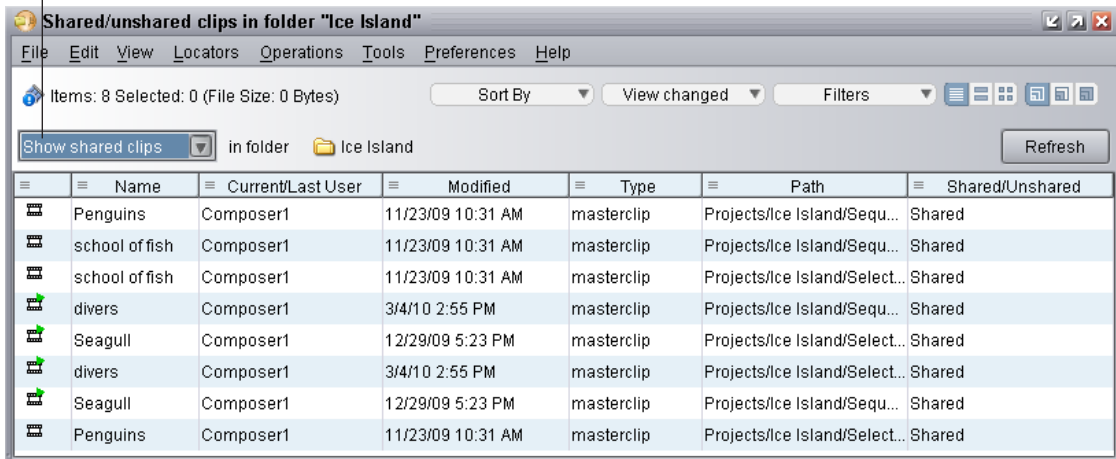 Shared/unshared clips in folder "Ice Island"
File Edit View Locators Operations Tools Preferences Help
Items: 8 Selected: 0 (File Size: 0 Bytes) Sort By View changed Filters
Show shared clips in folder Ice Island Refresh
Name Current/Last User Modified Type Path Shared/Unshared
Penguins Composer1 11/23/09 10:31 AM masterclip Projects/Ice Island/Sequ... Shared
school of fish Composer1 11/23/09 10:31 AM masterclip Projects/Ice Island/Sequ... Shared
school of fish Composer1 11/23/09 10:31 AM masterclip Projects/Ice Island/Select... Shared
divers Composer1 3/4/10 2:55 PM masterclip Projects/Ice Island/Sequ... Shared
Seagull Composer1 12/29/09 5:23 PM masterclip Projects/Ice Island/Select... Shared
divers Composer1 3/4/10 2:55 PM masterclip Projects/Ice Island/Select... Shared
Seagull Composer1 12/29/09 5:23 PM masterclip Projects/Ice Island/Sequ... Shared
Penguins Composer1 11/23/09 10:31 AM masterclip Projects/Ice Island/Select... Shared